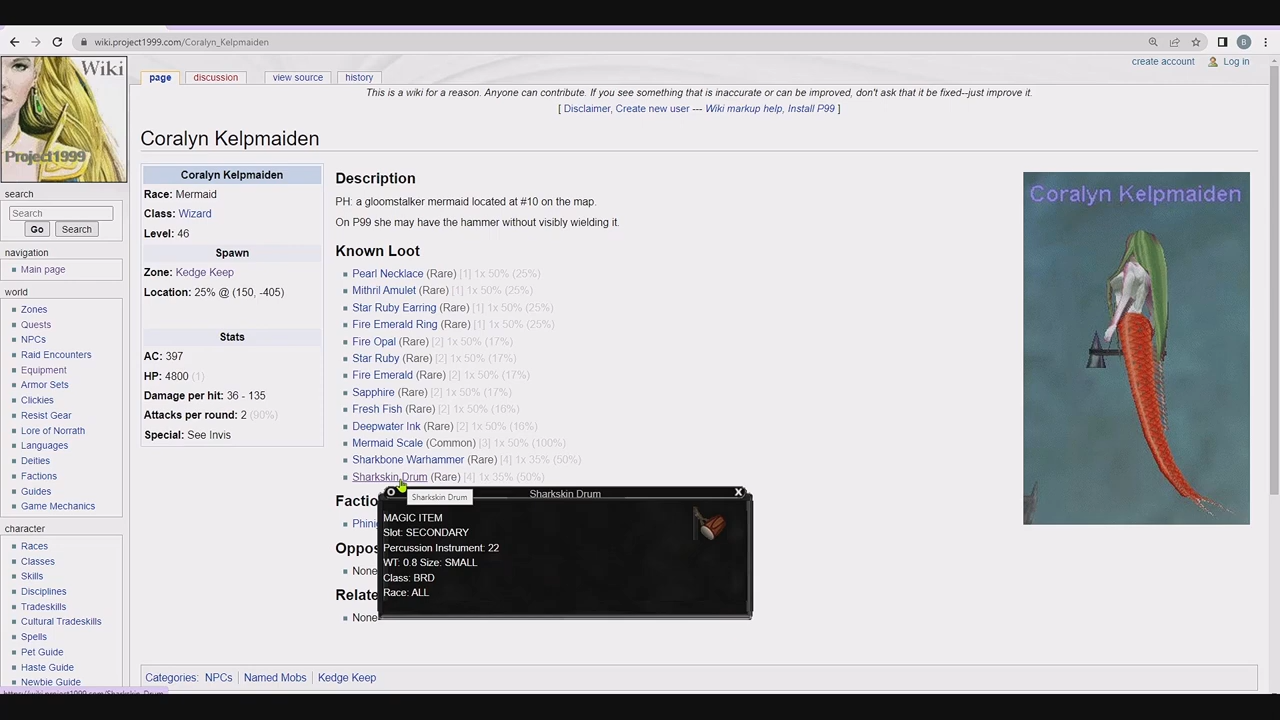 wiki.project1999.com/Coralyn_Kelpmaiden
B
create account
Log in
Wiki
Project1999
page
discussion
view source
history
This is a wiki for a reason. Anyone can contribute. If you see something that is inaccurate or can be improved, don't ask that it be fixed--just improve it.
[ Disclaimer, Create new user --- Wiki markup help, Install P99 ]
Coralyn Kelpmaiden
search
Search
Go
Search
navigation
Main page
world
Zones
Quests
NPCs
Raid Encounters
Equipment
Armor Sets
Clickies
Resist Gear
Lore of Norrath
Languages
Deities
Factions
Guides
Game Mechanics
character
Races
Classes
Skills
Disciplines
Tradeskills
Cultural Tradeskills
Spells
Pet Guide
Haste Guide
Newbie Guide
Coralyn Kelpmaiden
Race: Mermaid
Class: Wizard
Level: 46
Spawn
Zone: Kedge Keep
Location: 25% @ (150, -405)
Stats
AC: 397
HP: 4800 (1)
Damage per hit: 36 - 135
Attacks per round: 2 (90%)
Special: See Invis
Description
PH: a gloomstalker mermaid located at #10 on the map.
On P99 she may have the hammer without visibly wielding it.
Known Loot
Pearl Necklace (Rare) [1] 1x 50% (25%)
Mithril Amulet (Rare) [1] 1x 50% (25%)
Star Ruby Earring (Rare) [1] 1x 50% (25%)
Fire Emerald Ring (Rare) [1] 1x 50% (25%)
Fire Opal (Rare) [2] 1x 50% (17%)
Star Ruby (Rare) [2] 1x 50% (17%)
Fire Emerald (Rare) [2] 1x 50% (17%)
Sapphire (Rare) [2] 1x 50% (17%)
Fresh Fish (Rare) [2] 1x 50% (16%)
Deepwater Ink (Rare) [2] 1x 50% (16%)
Mermaid Scale (Common) [3] 1x 50% (100%)
Sharkbone Warhammer (Rare) [4] 1x 35% (50%)
Sharkskin Drum (Rare) [4] 1x 35% (50%)
Factio
Phini
Oppos
None
Relate
None
Sharkskin Drum
Sharkskin Drum
X
MAGIC ITEM
Slot: SECONDARY
Percussion Instrument: 22
WT: 0.8 Size: SMALL
Class: BRD
Race: ALL
Coralyn Kelpmaiden
Categories: NPCs Named Mobs Kedge Keep
https://wiki.project1999.com/Sharkskin_Drum